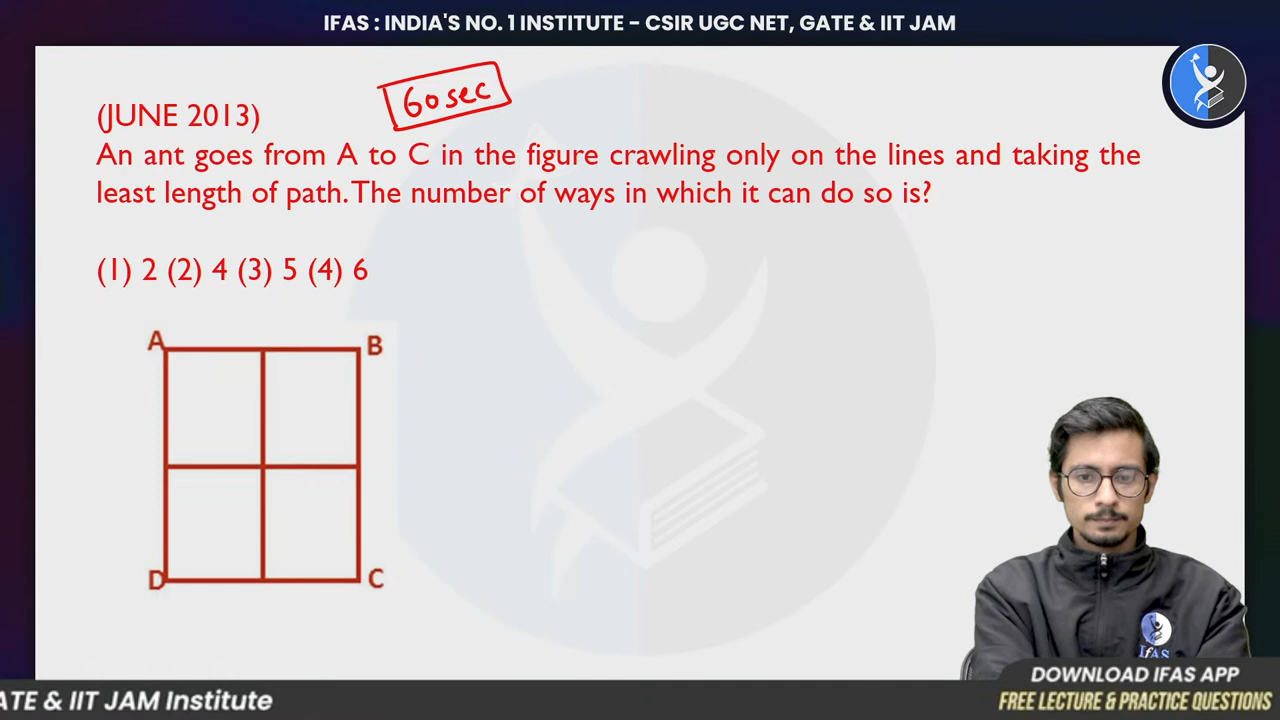 IFAS : INDIA'S NO. 1 INSTITUTE - CSIR UGC NET, GATE & IIT JAM
60 sec
(JUNE 2013)
An ant goes from A to C in the figure crawling only on the lines and taking the
least length of path. The number of ways in which it can do so is?
(1) 2 (2) 4 (3) 5 (4) 6
A
B
D
C
IFAS
DOWNLOAD IFAS APP
ATE & IIT JAM Institute
FREE LECTURE & PRACTICE QUESTIONS